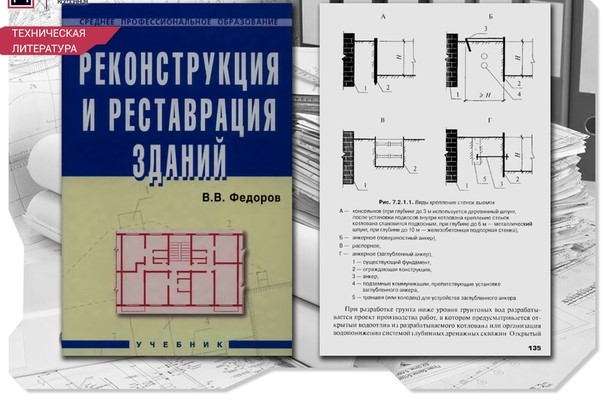 ТЕХНИЧЕСКАЯ
ЛИТЕРАТУРА
СРЕДНЕЕ ПРОФЕССИОНАЛЬНОЕ ОБРАЗОВАНИЕ
РЕКОНСТРУКЦИЯ
И РЕСТАВРАЦИЯ
ЗДАНИЙ
В.В. Федоров
УЧЕБНИК
А
Б
3
H
1
2
≥ H
1
2
4
H
В
Г
1
2
1
5
3
2
H
Рис. 7.2.1.1. Виды крепления стенок выемок
А — консольное (при глубине до 3 м используется деревянный шпунт,
после установки подкосов внутри котлована крепление стенок
котлована становится подкосным, при глубине до 6 м — металлический
шпунт, при глубине до 10 м — железобетонная подпорная стенка),
Б — анкерное (поверхностный анкер),
В — распорное,
Г — анкерное (заглубленный анкер),
1 — существующий фундамент,
2 — ограждающая конструкция,
3 — анкер,
4 — подземные коммуникации, препятствующие установке
заглубленного анкера,
5 — траншея (или колодец) для устройства заглубленного анкера
При разработке грунта ниже уровня грунтовых вод разрабаты-
вается проект производства работ, в котором предусматривается от-
крытый водоотлив из разрабатываемого котлована или организация
водопонижения системой глубинных дренажных скважин Открытый
135